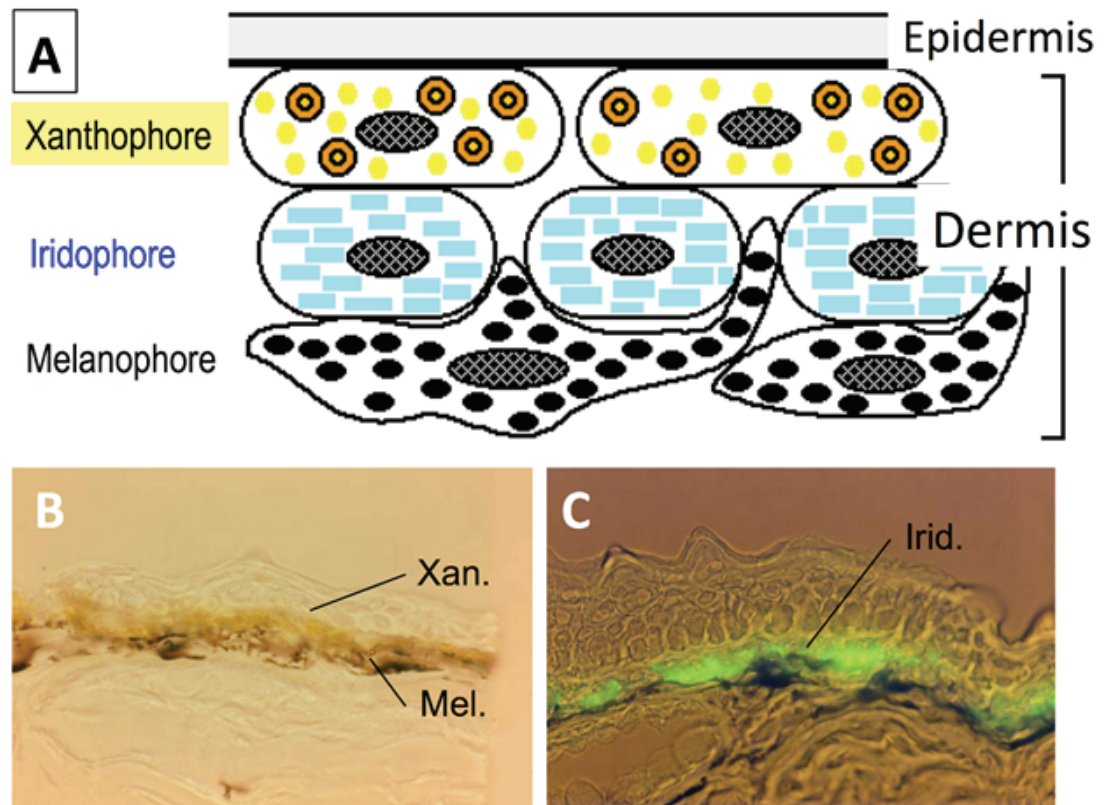 A
Epidermis
Xanthophore
Dermis
Iridophore
Melanophore
B
Xan.
Mel.
C
Irid.